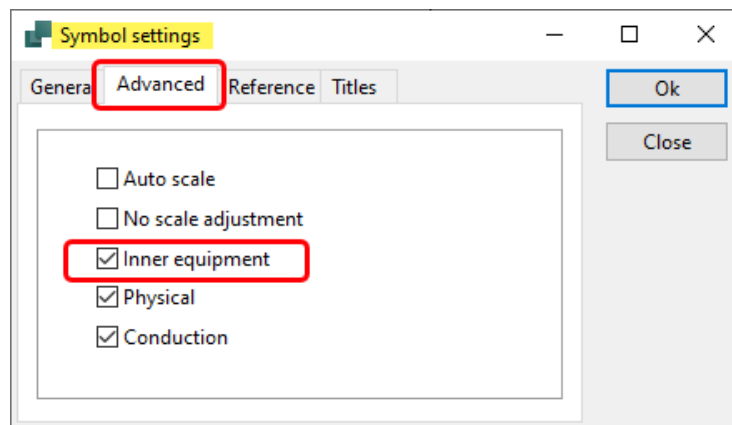 Symbol settings
Genera Advanced Reference Titles
Ok
Close
Auto scale
No scale adjustment
Inner equipment
Physical
Conduction